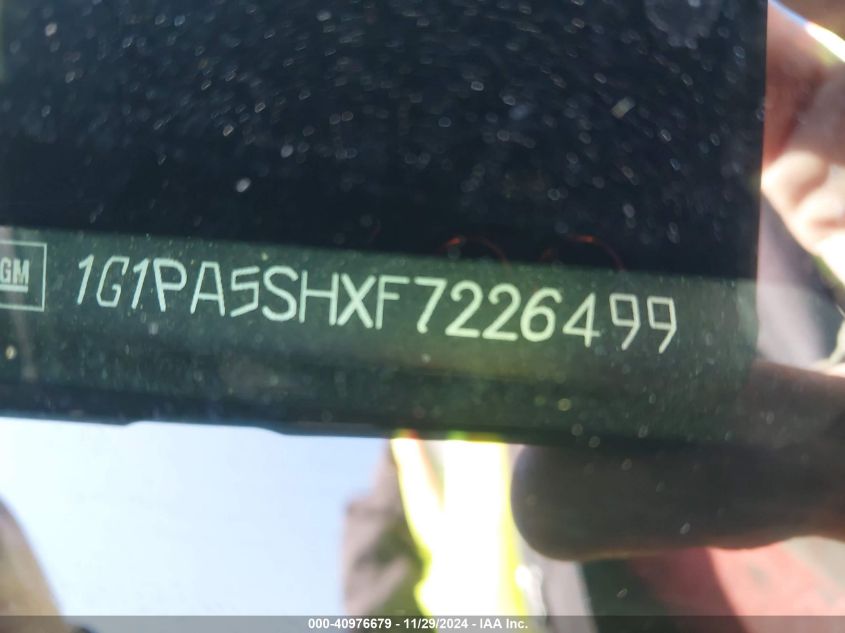 GM 1G1PA5SHXF7226499
000-40976679 - 11/29/2024 - IAA Inc.